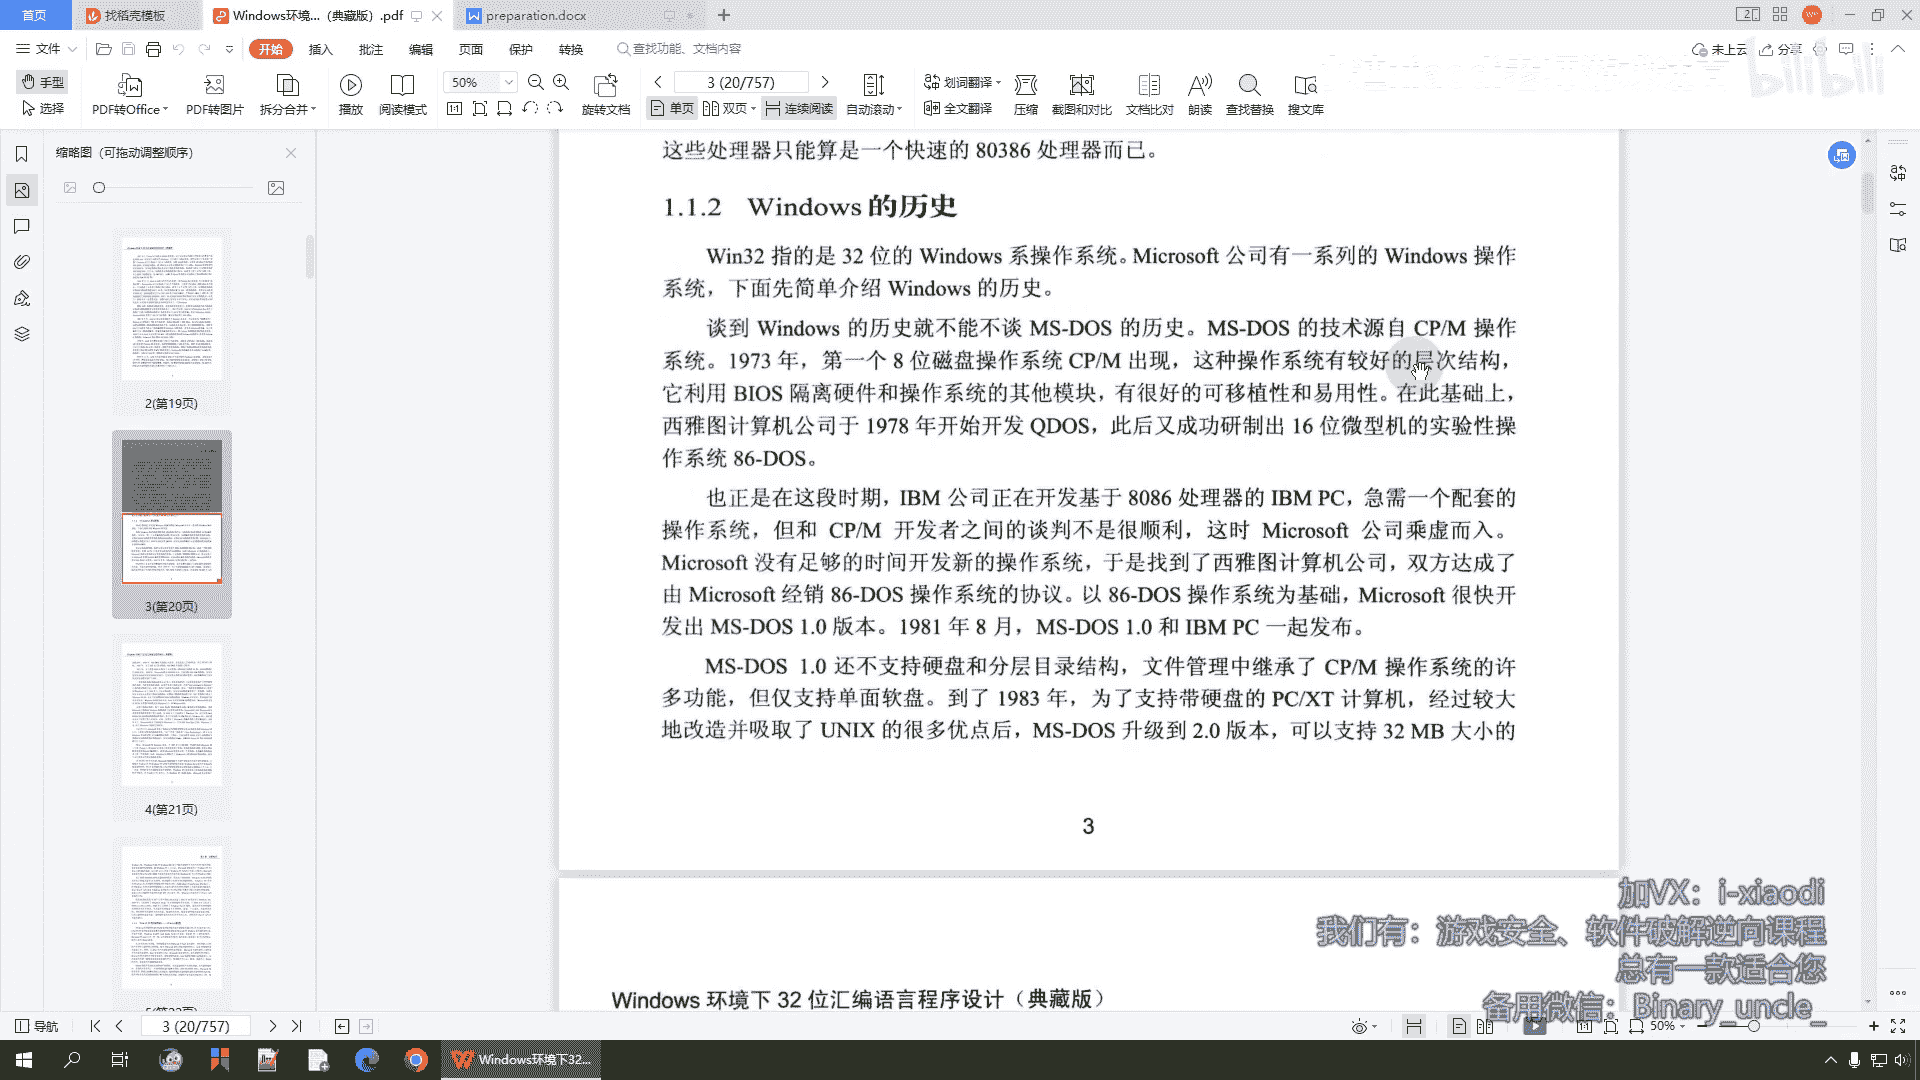 首页
找稻壳模板
Windows环境...（典藏版）.pdf
preparation.docx
文件
开始
插入
批注
编辑
页面
保护
转换
查找功能、文档内容
未上云
分享
手型
选择
PDF转Office
PDF转图片
拆分合并
播放
阅读模式
50%
旋转文档
3 (20/757)
单页
双页
连续阅读
自动滚动
划词翻译
全文翻译
压缩
截图和对比
文档比对
朗读
查找替换
搜文库
bilibili
缩略图（可拖动调整顺序）
2(第19页)
3(第20页)
4(第21页)
这些处理器只能算是一个快速的 80386 处理器而已。
1.1.2 Windows 的历史
Win32 指的是 32 位的 Windows 系操作系统。Microsoft 公司有一系列的 Windows 操作
系统，下面先简单介绍 Windows 的历史。
谈到 Windows 的历史就不能不谈 MS-DOS 的历史。MS-DOS 的技术源自 CP/M 操作
系统。1973 年，第一个 8 位磁盘操作系统 CP/M 出现，这种操作系统有较好的层次结构，
它利用 BIOS 隔离硬件和操作系统的其他模块，有很好的可移植性和易用性。在此基础上，
西雅图计算机公司于 1978 年开始开发 QDOS，此后又成功研制出 16 位微型机的实验性操
作系统 86-DOS。
也正是在这段时期，IBM 公司正在开发基于 8086 处理器的 IBM PC，急需一个配套的
操作系统，但和 CP/M 开发者之间的谈判不是很顺利，这时 Microsoft 公司乘虚而入。
Microsoft 没有足够的时间开发新的操作系统，于是找到了西雅图计算机公司，双方达成了
由 Microsoft 经销 86-DOS 操作系统的协议。以 86-DOS 操作系统为基础，Microsoft 很快开
发出 MS-DOS 1.0 版本。1981 年 8 月，MS-DOS 1.0 和 IBM PC 一起发布。
MS-DOS 1.0 还不支持硬盘和分层目录结构，文件管理中继承了 CP/M 操作系统的许
多功能，但仅支持单面软盘。到了 1983 年，为了支持带硬盘的 PC/XT 计算机，经过较大
地改造并吸取了 UNIX 的很多优点后，MS-DOS 升级到 2.0 版本，可以支持 32 MB 大小的
3
Windows 环境下 32 位汇编语言程序设计（典藏版）
加VX：i-xiaodi
我们有：游戏安全、软件破解逆向课程
总有一款适合您
备用微信：Binary_uncle_
导航
3 (20/757)
50%
Windows环境下32...